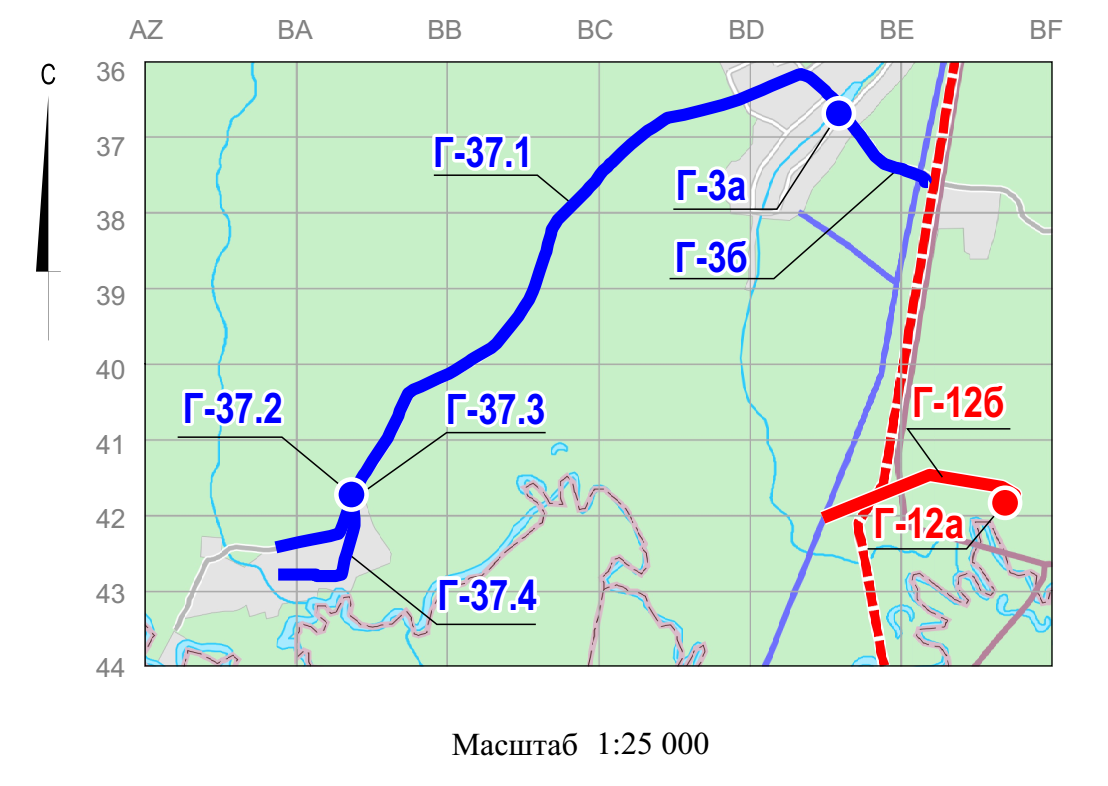 AZ BA BB BC BD BE BF
С
36
37
38
39
40
41
42
43
44
Г-37.1
Г-3а
Г-3б
Г-37.2
Г-37.3
Г-12б
Г-12а
Г-37.4
Масштаб 1:25 000